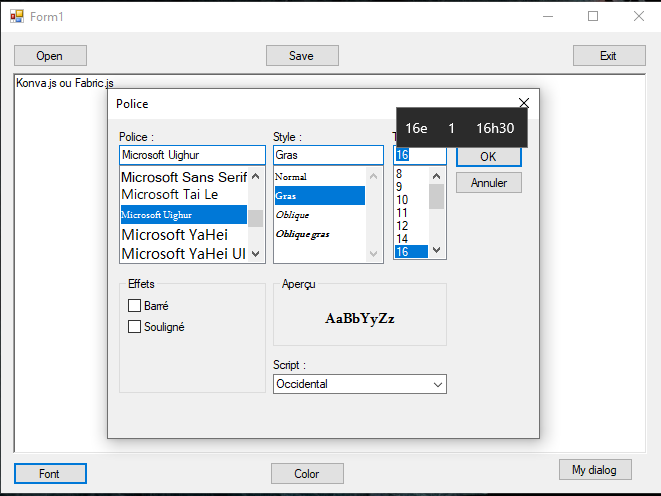 Form1
Open Save Exit
Konva.js ou Fabric.js
Police
16e 1 16h30
Police : Style : T
Microsoft Uighur Gras 16 OK
Microsoft Sans Serif Normal 8
Microsoft Tai Le Gras 9 Annuler
Microsoft Uighur Oblique 10
Microsoft YaHei Oblique gras 11
Microsoft YaHei UI 12
14
16
Effets Aperçu
Barré
Souligné AaBbYyZz
Script :
Occidental
Font Color My dialog